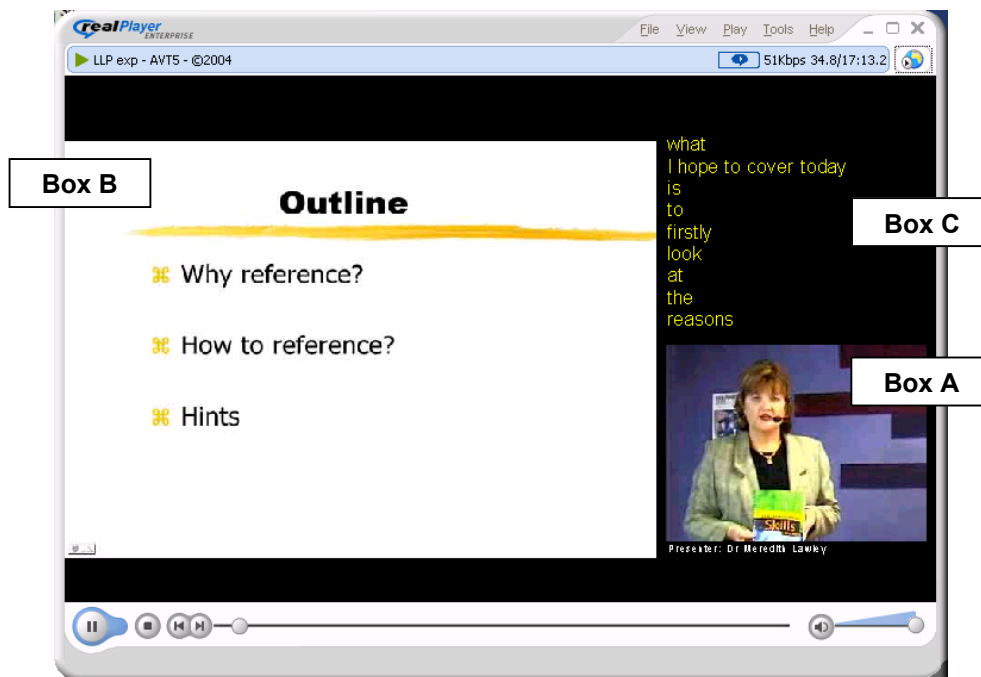 realPlayer
ENTERPRISE
File View Play Tools Help
LLP exp - AVT5 - ©2004
51Kbps 34.8/17:13.2
Box B
Outline
Why reference?
How to reference?
Hints
what
I hope to cover today
is
to
firstly
look
at
the
reasons
Box C
Box A
Skills
Presenter: Dr Meredith Lawley